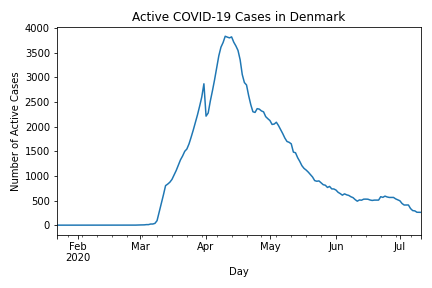 Active COVID-19 Cases in Denmark
4000
3500
3000
2500
2000
1500
1000
500
0
Number of Active Cases
Feb
2020
Mar
Apr
May
Jun
Jul
Day